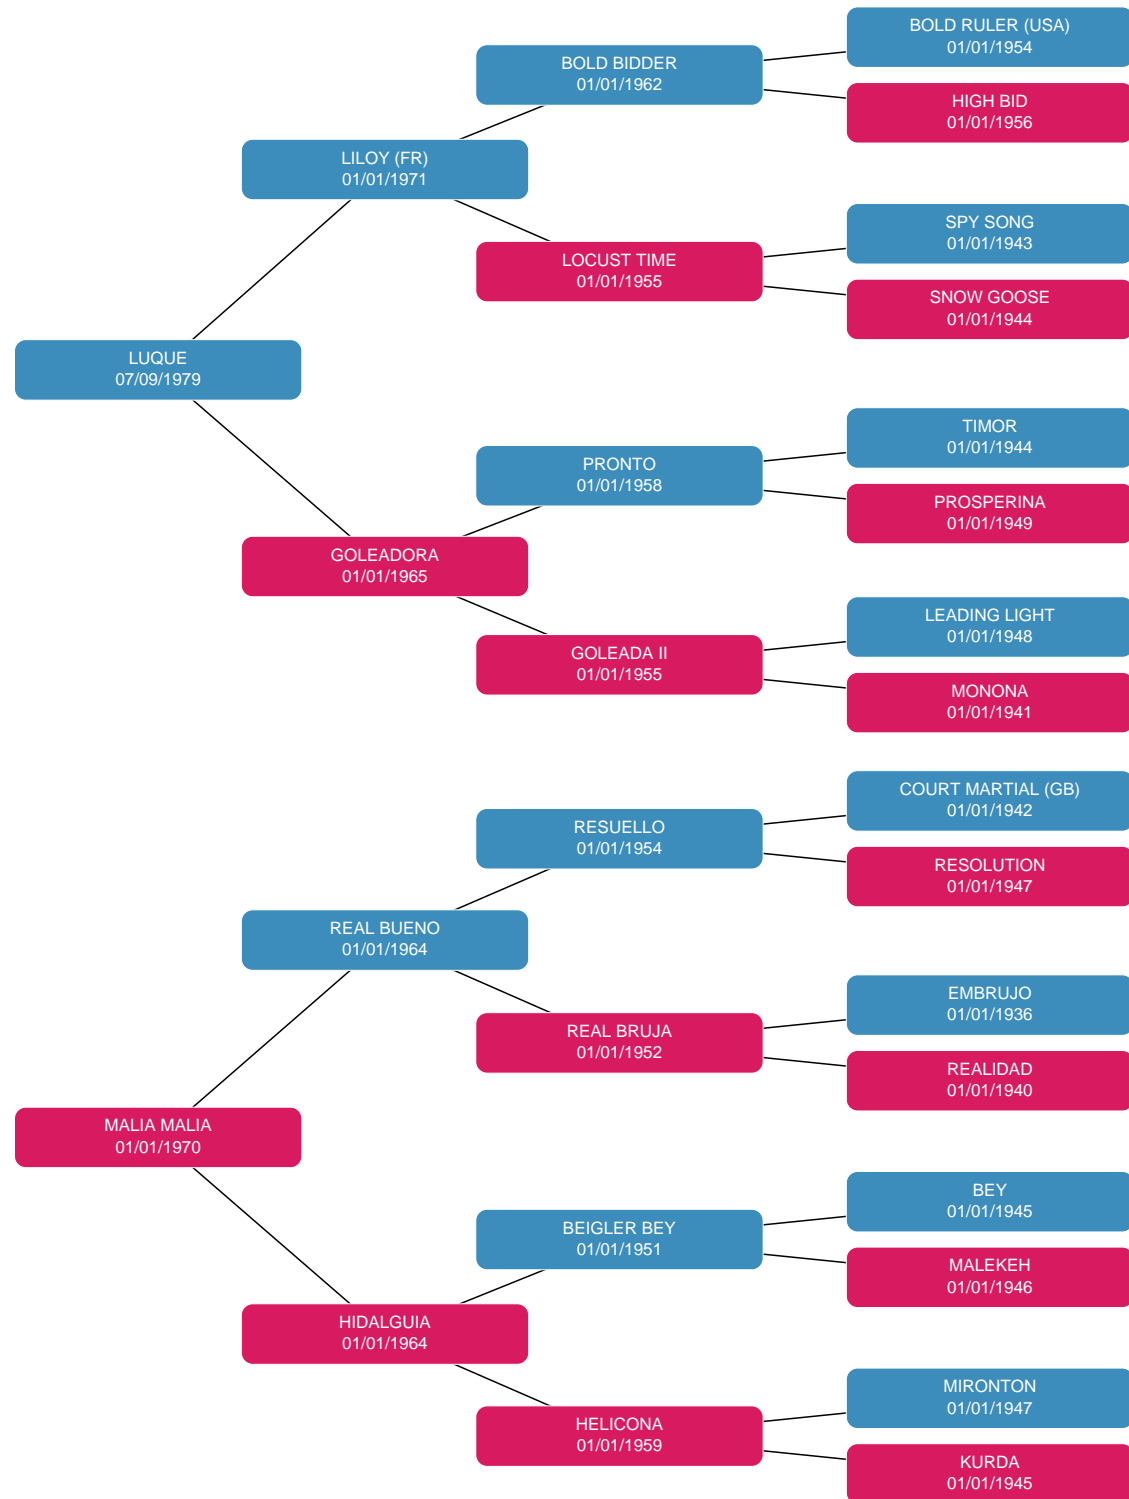 BOLD RULER (USA)
01/01/1954
BOLD BIDDER
01/01/1962
HIGH BID
01/01/1956
LILOY (FR)
01/01/1971
SPY SONG
01/01/1943
LOCUST TIME
01/01/1955
SNOW GOOSE
01/01/1944
LUQUE
07/09/1979
TIMOR
01/01/1944
PRONTO
01/01/1958
PROSPERINA
01/01/1949
GOLEADORA
01/01/1965
LEADING LIGHT
01/01/1948
GOLEADA II
01/01/1955
MONONA
01/01/1941
COURT MARTIAL (GB)
01/01/1942
RESUELLO
01/01/1954
RESOLUTION
01/01/1947
REAL BUENO
01/01/1964
EMBRUJO
01/01/1936
REAL BRUJA
01/01/1952
REALIDAD
01/01/1940
MALIA MALIA
01/01/1970
BEY
01/01/1945
BEIGLER BEY
01/01/1951
MALEKEH
01/01/1946
HIDALGUIA
01/01/1964
MIRONTON
01/01/1947
HELICONA
01/01/1959
KURDA
01/01/1945